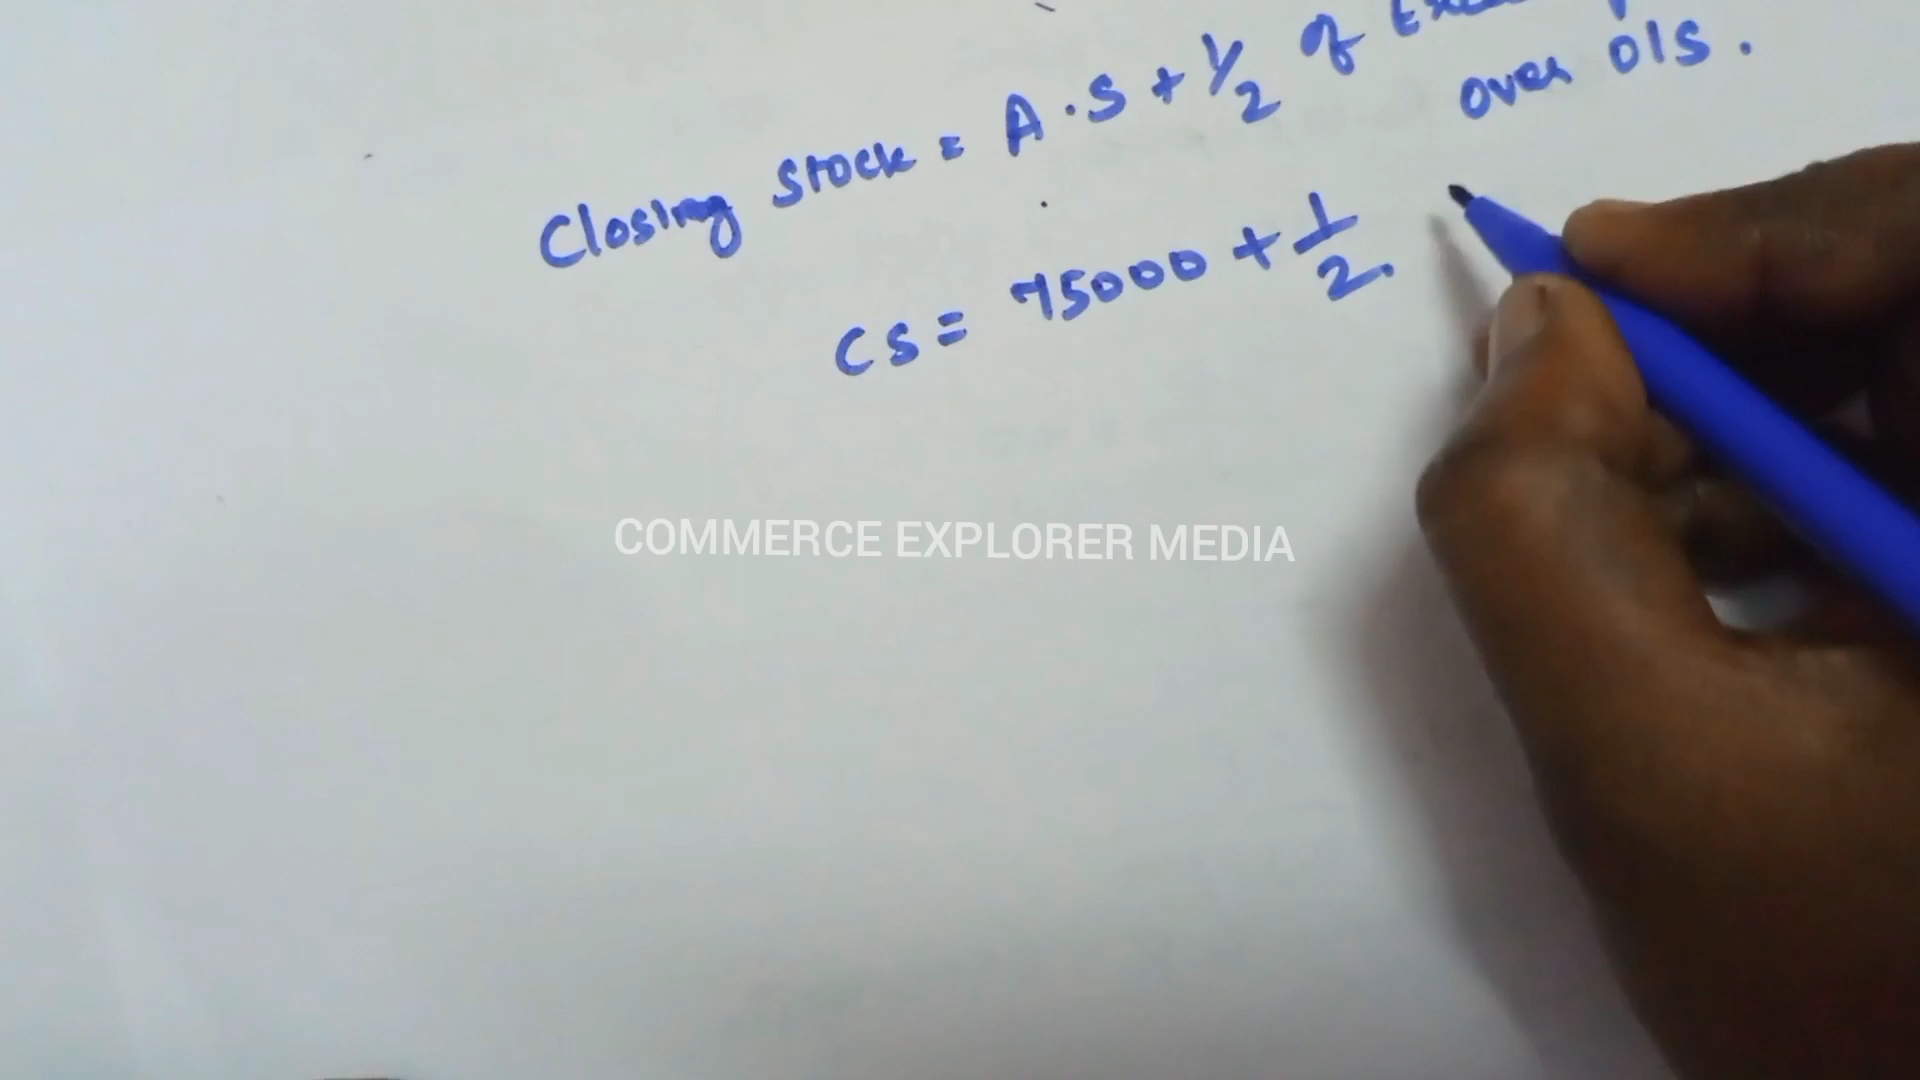 Closing Stock = A.S + 1/2 of
over O/S.
CS = 75000 + 1/2
COMMERCE EXPLORER MEDIA